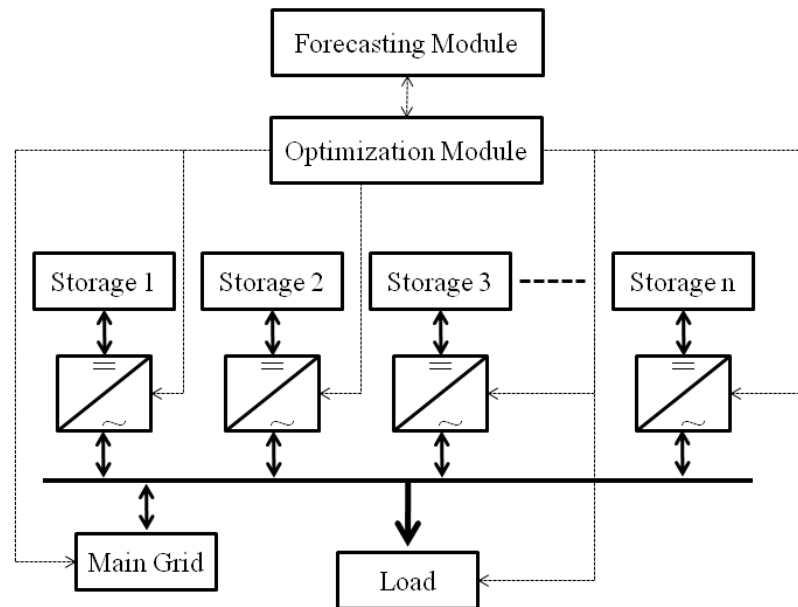 Forecasting Module
Optimization Module
Storage 1
Storage 2
Storage 3
Storage n
Main Grid
Load